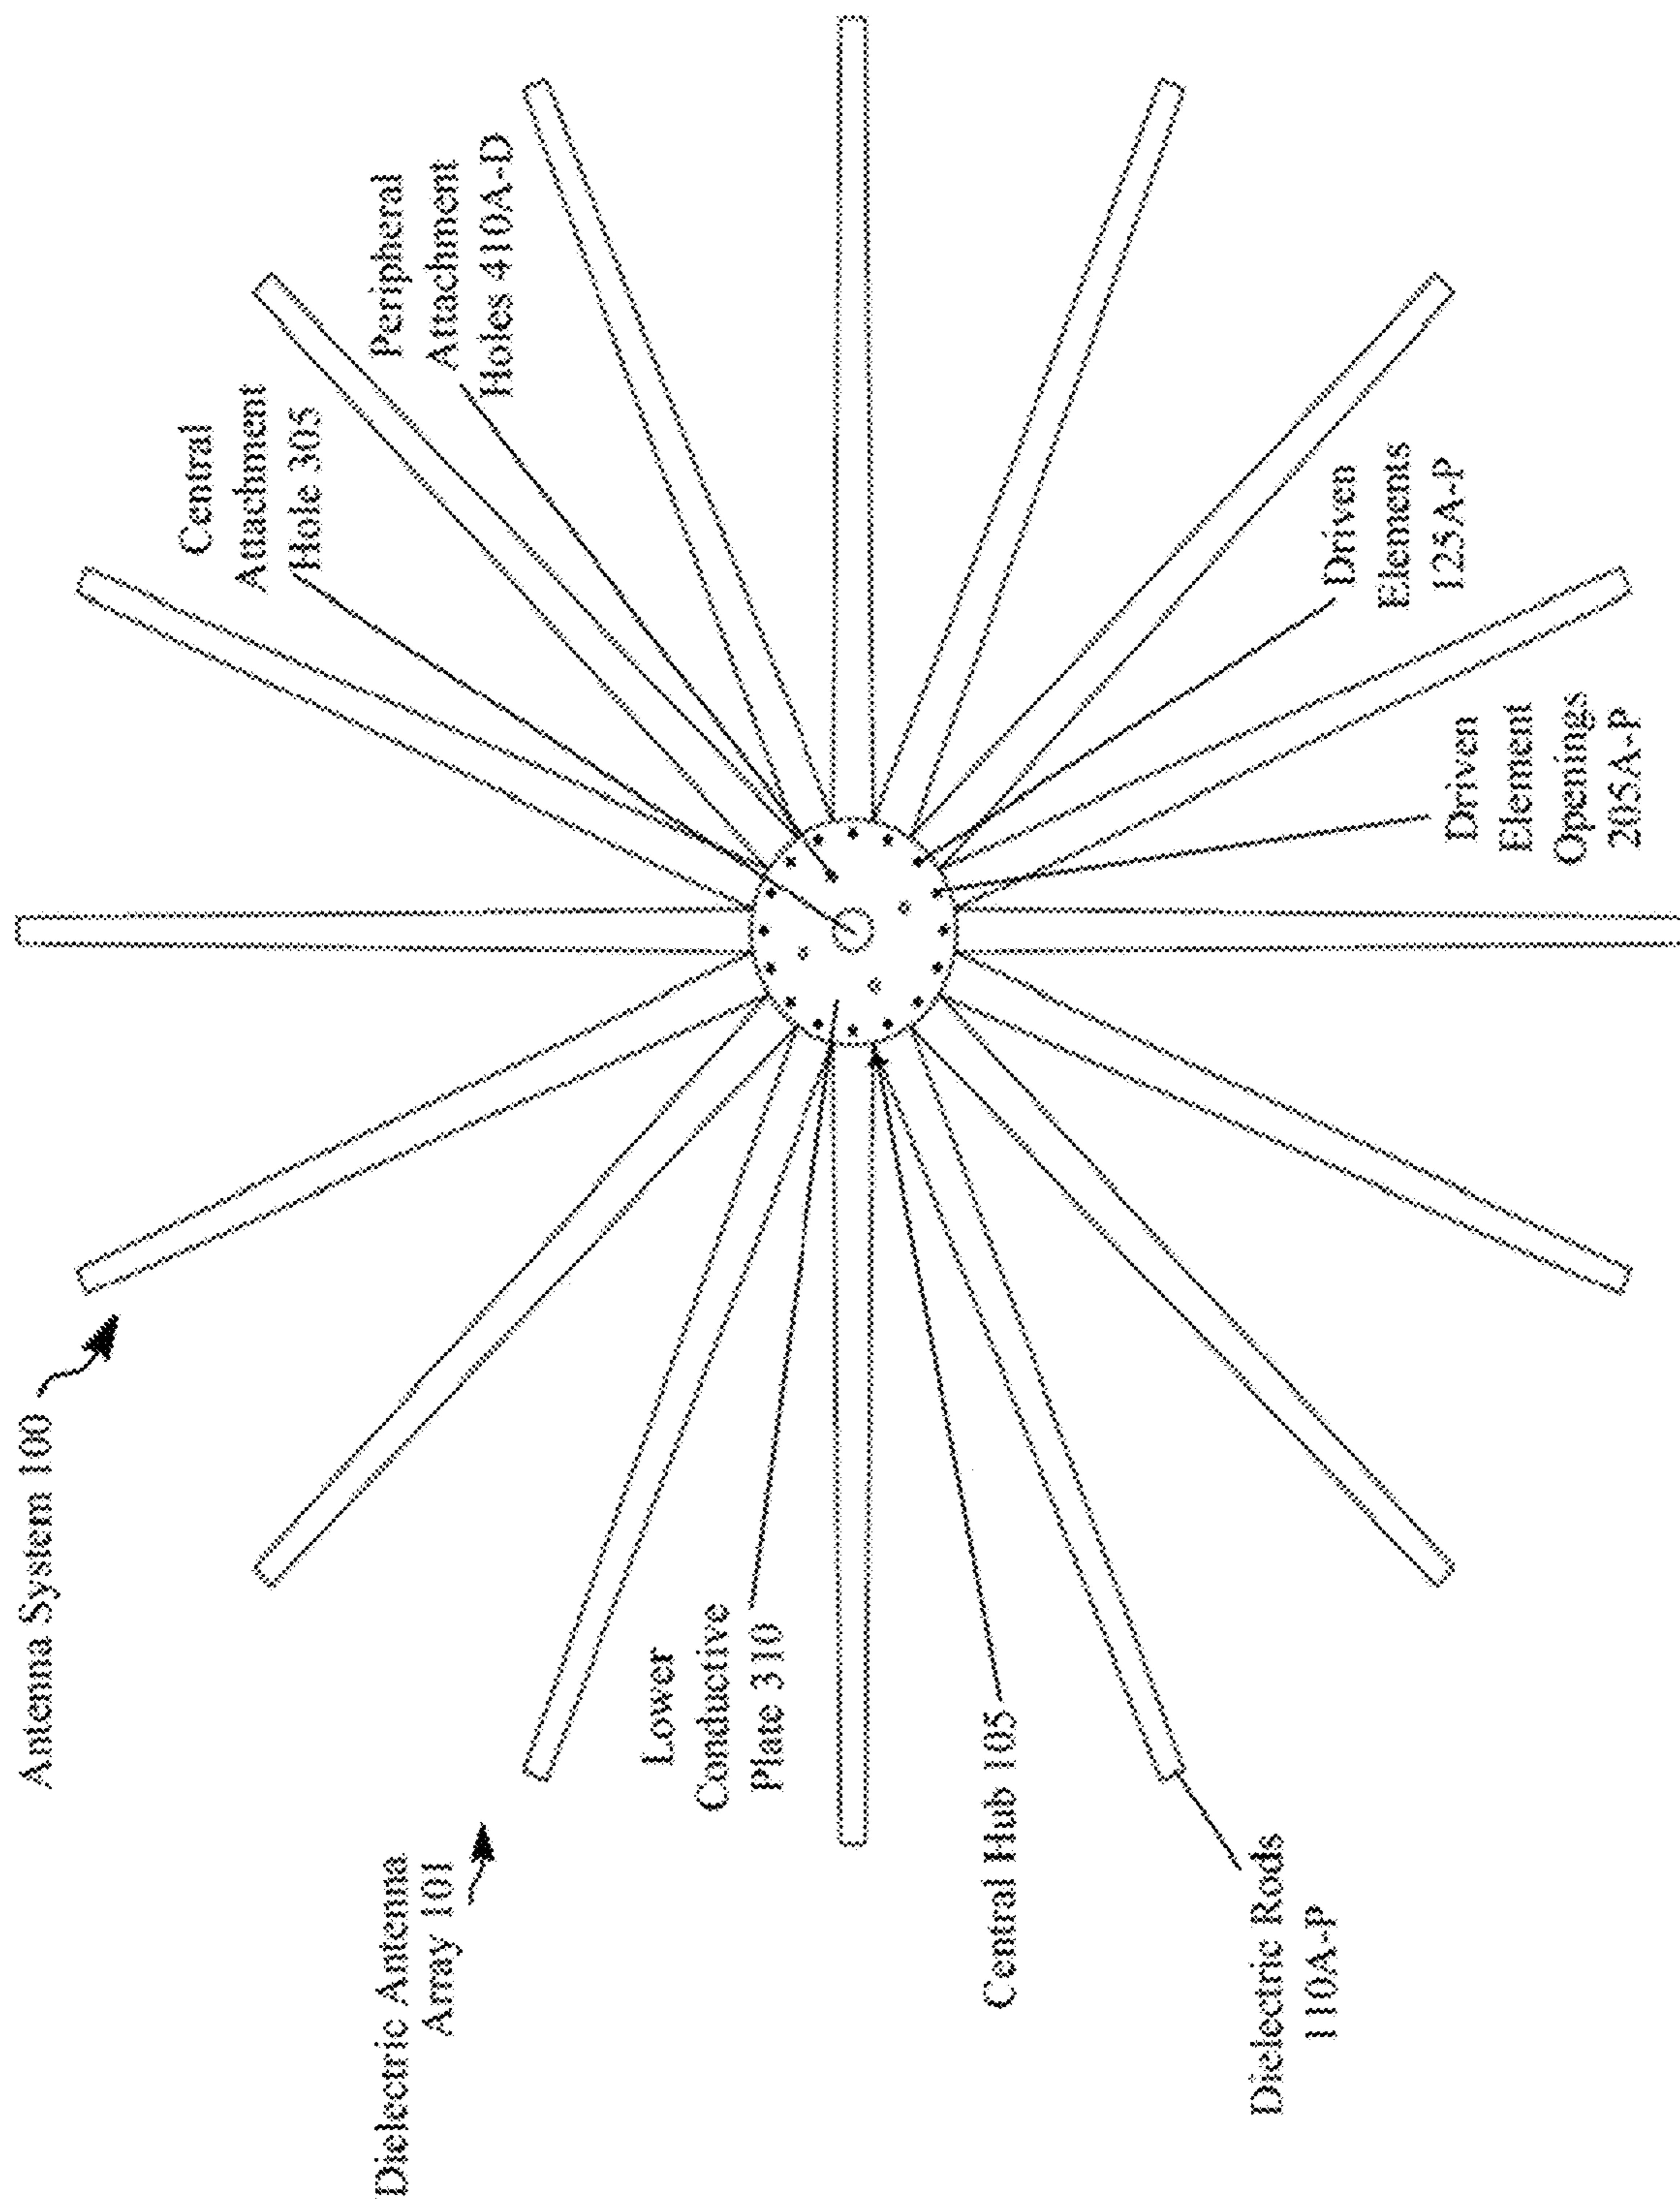 Antenna System 100
Dielectric Antenna
Array 101
Central
Attachment
Hole 305
Peripheral
Attachment
Holes 410A-D
Lower
Conductive
Plate 310
Central Hub 105
Dielectric Rods
110A-P
Driven
Elements
125A-P
Driven
Element
Openings
205A-P